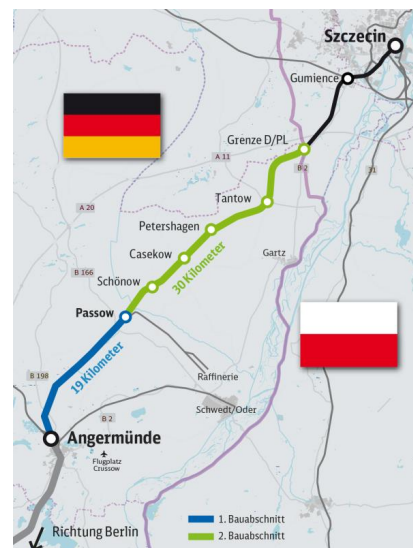 Szczecin
Gumience
Grenze D/PL
A 11
B 2
31
A 20
Tantow
Petershagen
Casekow
Gartz
B 166
Schönow
30 Kilometer
Passow
19 Kilometer
Raffinerie
B 198
Schwedt/Oder
B 2
Angermünde
Flugplatz
Crussow
1. Bauabschnitt
2. Bauabschnitt
Richtung Berlin